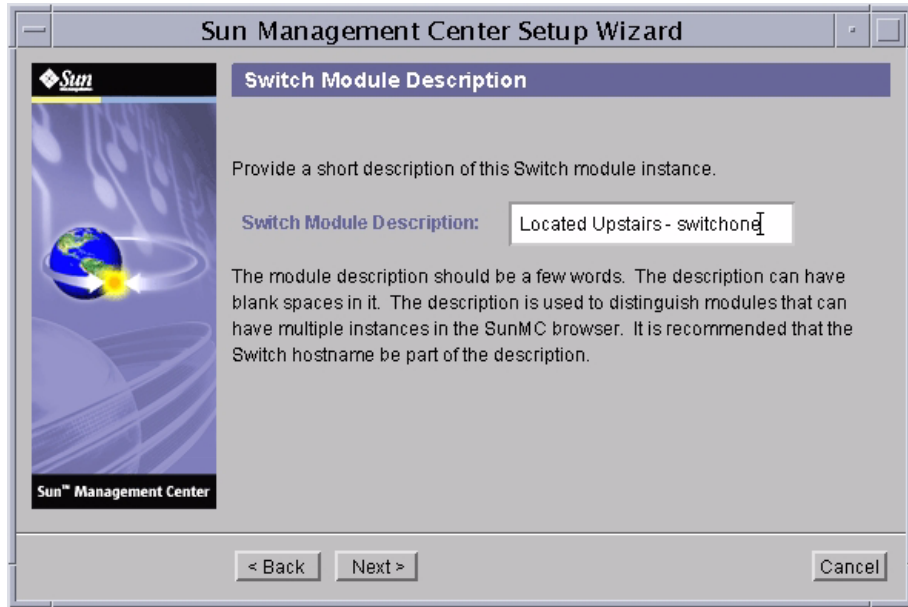 Sun Management Center Setup Wizard
Sun
Switch Module Description
Provide a short description of this Switch module instance.
Switch Module Description: Located Upstairs - switchone
The module description should be a few words. The description can have
blank spaces in it. The description is used to distinguish modules that can
have multiple instances in the SunMC browser. It is recommended that the
Switch hostname be part of the description.
Sun™ Management Center
< Back Next > Cancel